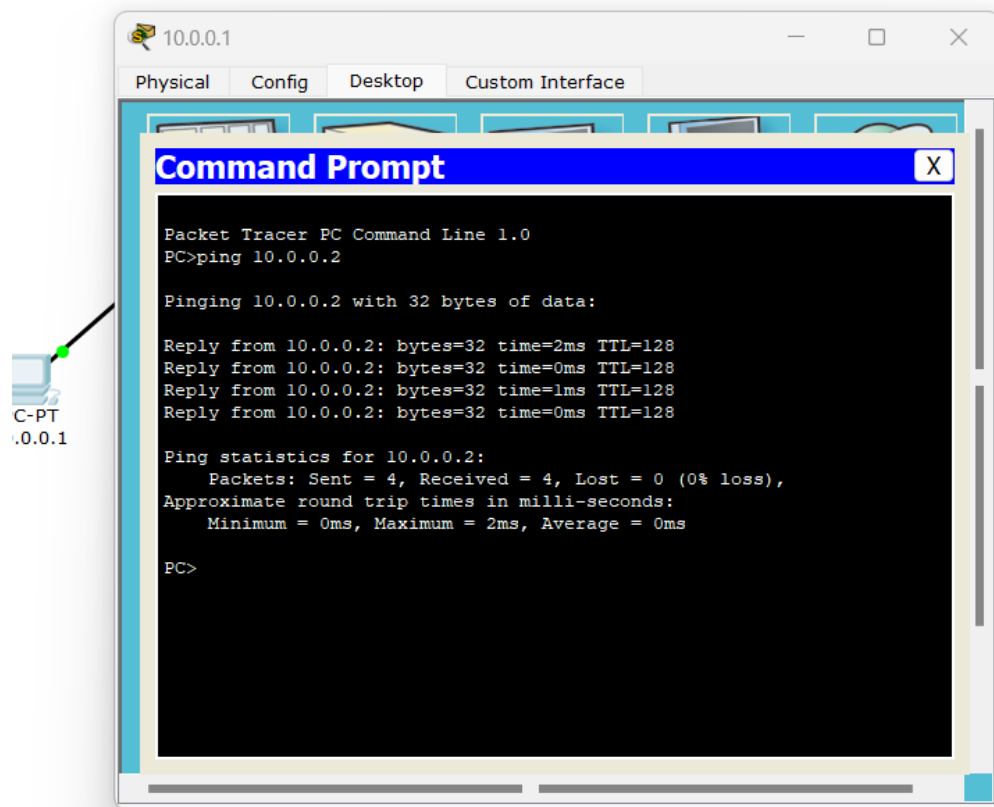 10.0.0.1
Physical Config Desktop Custom Interface
Command Prompt X
Packet Tracer PC Command Line 1.0
PC>ping 10.0.0.2
Pinging 10.0.0.2 with 32 bytes of data:
Reply from 10.0.0.2: bytes=32 time=2ms TTL=128
Reply from 10.0.0.2: bytes=32 time=0ms TTL=128
Reply from 10.0.0.2: bytes=32 time=1ms TTL=128
Reply from 10.0.0.2: bytes=32 time=0ms TTL=128
Ping statistics for 10.0.0.2:
Packets: Sent = 4, Received = 4, Lost = 0 (0% loss),
Approximate round trip times in milli-seconds:
Minimum = 0ms, Maximum = 2ms, Average = 0ms
PC>
C-PT
.0.0.1